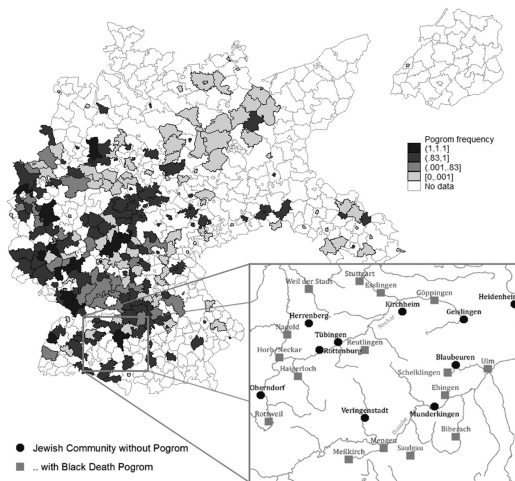 Pogrom frequency
(1,1.1]
(.83,1]
(.001,.83]
[0,.001]
No data
Stuttgart
Weil der Stadt
Esslingen
Göppingen
Heidenheim
Kirchheim
Herrenberg
Geislingen
Neckar
Nagold
Tübingen
Rottenburg
Reutlingen
Horb/Neckar
Blaubeuren
Ulm
Haigerloch
Schelklingen
Ehingen
Oberndorf
Veringenstadt
Munderkingen
Rottweil
Donau
Biberach
Mengen
Saulgau
Meßkirch
Jewish Community without Pogrom
.. with Black Death Pogrom